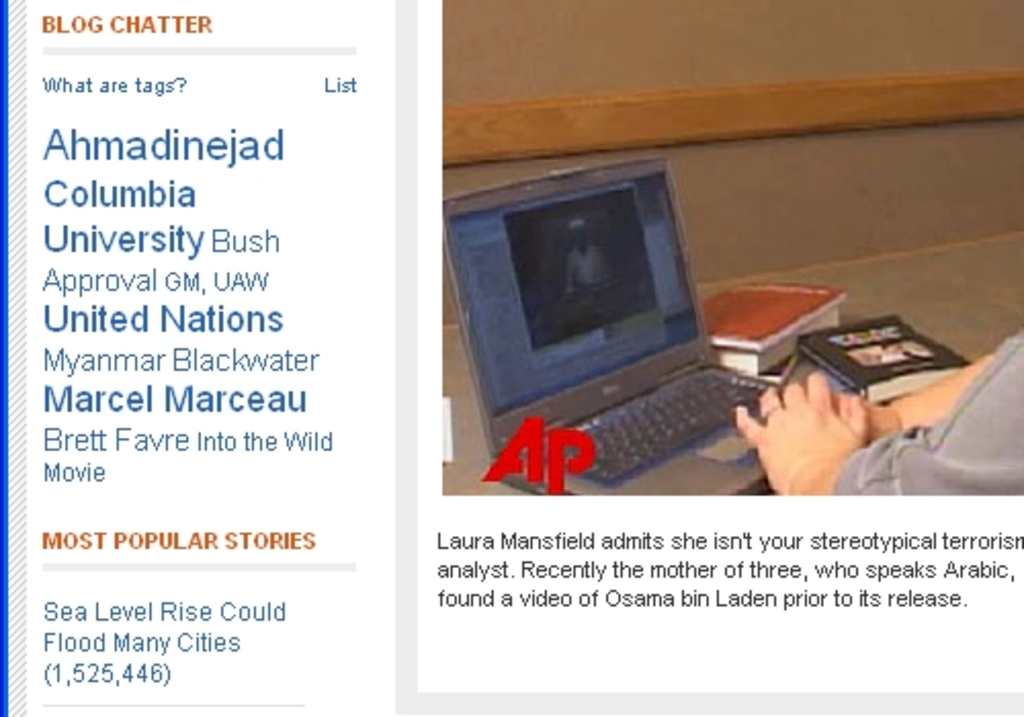 BLOG CHATTER
What are tags? List
Ahmadinejad
Columbia
University Bush
Approval GM, UAW
United Nations
Myanmar Blackwater
Marcel Marceau
Brett Favre Into the Wild
Movie
MOST POPULAR STORIES
Sea Level Rise Could
Flood Many Cities
(1,525,446)
AP
Laura Mansfield admits she isn't your stereotypical terrorism
analyst. Recently the mother of three, who speaks Arabic,
found a video of Osama bin Laden prior to its release.